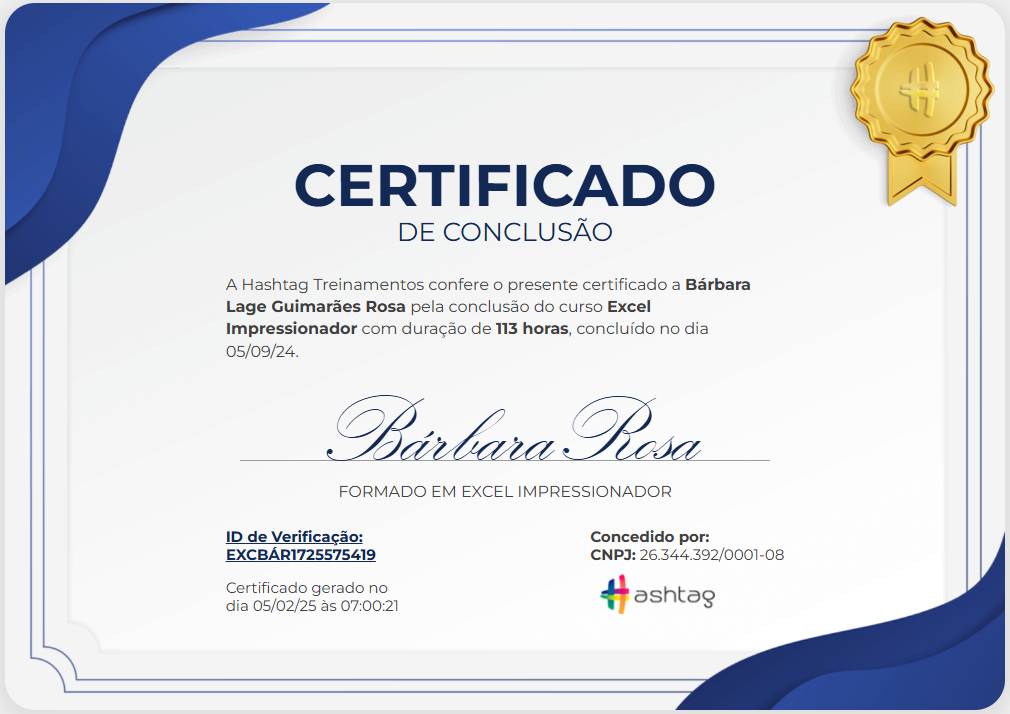 CERTIFICADO
DE CONCLUSÃO
A Hashtag Treinamentos confere o presente certificado a Bárbara
Lage Guimarães Rosa pela conclusão do curso Excel
Impressionador com duração de 113 horas, concluído no dia
05/09/24.
Bárbara Rosa
FORMADO EM EXCEL IMPRESSIONADOR
ID de Verificação:
EXCBÁR1725575419
Certificado gerado no
dia 05/02/25 às 07:00:21
Concedido por:
CNPJ: 26.344.392/0001-08
Hashtag